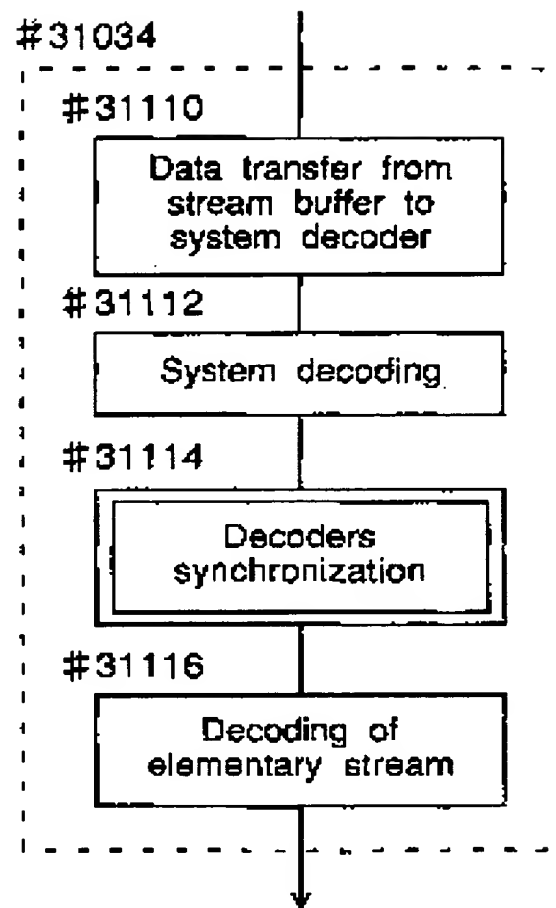 #31034
#31110
Data transfer from
stream buffer to
system decoder
#31112
System decoding
#31114
Decoders
synchronization
#31116
Decoding of
elementary stream